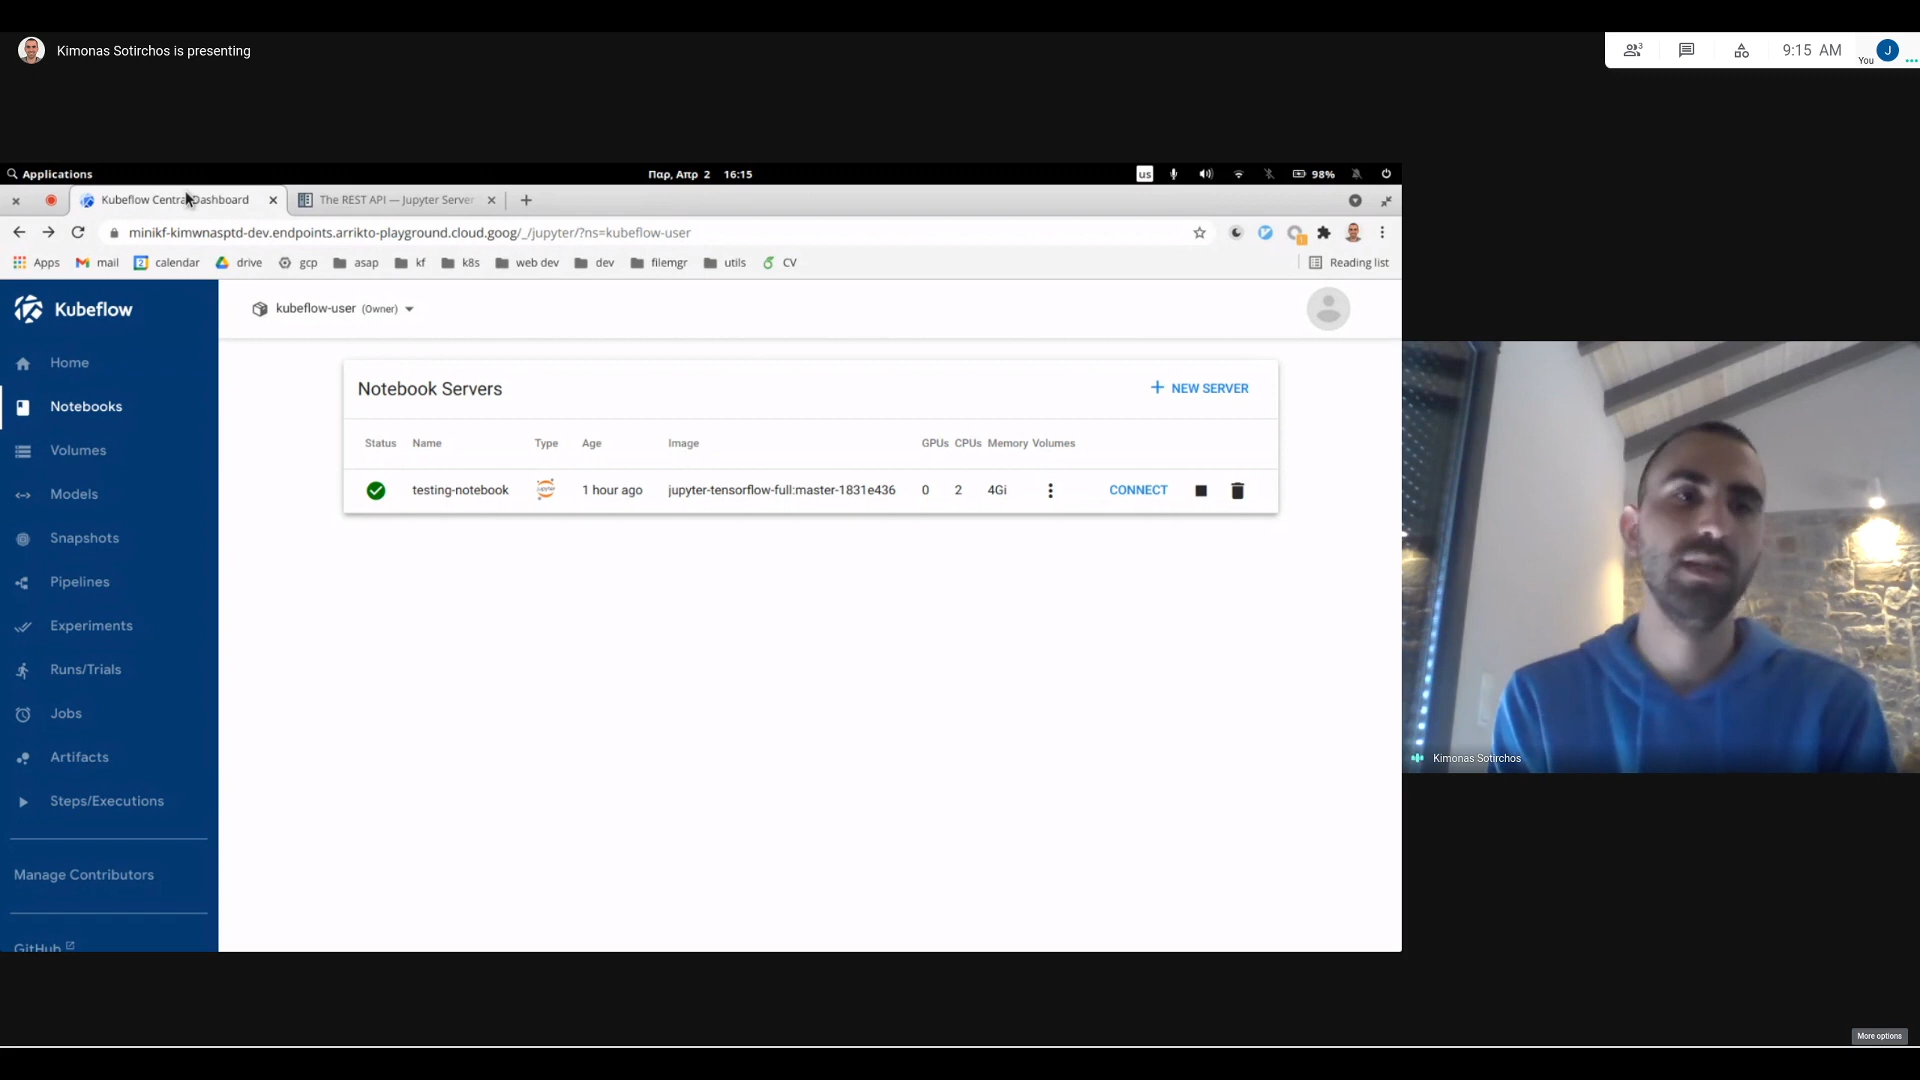 Kimonas Sotirchos is presenting
3
9:15 AM
You
J
Applications
Παρ, Απρ 2 16:15
us
98%
Kubeflow Central Dashboard
The REST API — Jupyter Server
minikf-kimwnasptd-dev.endpoints.arrikto-playground.cloud.goog/_/jupyter/?ns=kubeflow-user
Apps
mail
calendar
drive
gcp
asap
kf
k8s
web dev
dev
filemgr
utils
CV
Reading list
Kubeflow
kubeflow-user (Owner)
Home
Notebooks
Volumes
Models
Snapshots
Pipelines
Experiments
Runs/Trials
Jobs
Artifacts
Steps/Executions
Manage Contributors
GitHub
Notebook Servers
NEW SERVER
Status Name Type Age Image GPUs CPUs Memory Volumes
testing-notebook jupyter 1 hour ago jupyter-tensorflow-full:master-1831e436 0 2 4Gi CONNECT
Kimonas Sotirchos
More options